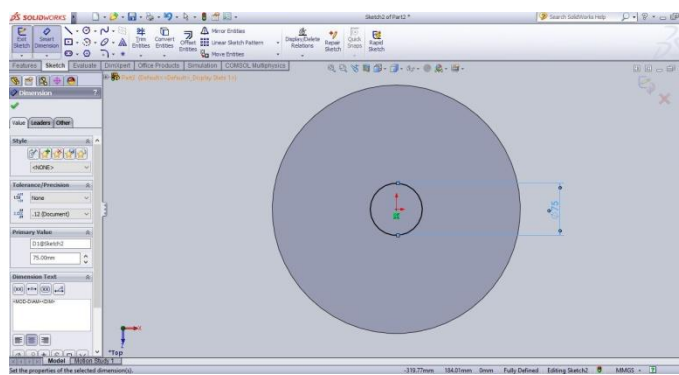 SOLIDWORKS
Sketch2 of Part2 *
Search SolidWorks Help
Exit Sketch
Smart Dimension
Trim Entities
Convert Entities
Offset Entities
Mirror Entities
Linear Sketch Pattern
Move Entities
Display/Delete Relations
Repair Sketch
Quick Snaps
Rapid Sketch
Features Sketch Evaluate DimXpert Office Products Simulation COMSOL Multiphysics
Part2 (Default<<Default>_Display State 1>)
Dimension
Value Leaders Other
Style
<NONE>
Tolerance/Precision
None
.12 (Document)
Primary Value
D1@Sketch2
75.00mm
Dimension Text
<MOD-DIAM><DIM>
X
Z
*Top
Model Motion Study 1
Set the properties of the selected dimension(s).
-319.77mm 184.01mm 0mm Fully Defined Editing Sketch2 MMGS